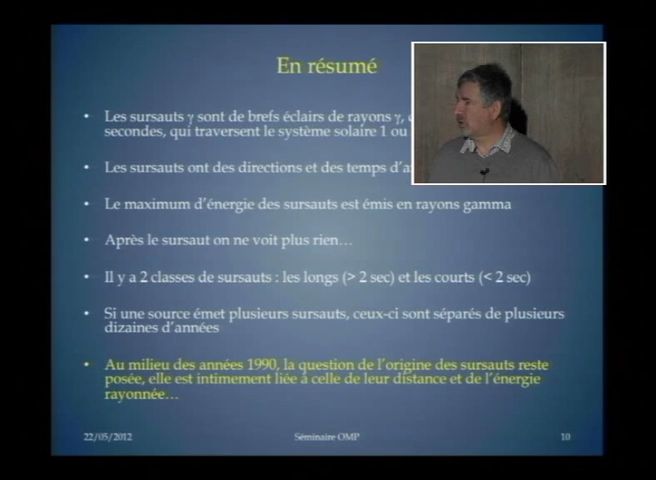 En résumé
• Les sursauts γ sont de brefs éclairs de rayons γ,
secondes, qui traversent le système solaire 1 ou
• Les sursauts ont des directions et des temps
• Le maximum d'énergie des sursauts est émis en rayons gamma
• Après le sursaut on ne voit plus rien…
• Il y a 2 classes de sursauts : les longs (> 2 sec) et les courts (< 2 sec)
• Si une source émet plusieurs sursauts, ceux-ci sont séparés de plusieurs
dizaines d'années
• Au milieu des années 1990, la question de l'origine des sursauts reste
posée, elle est intimement liée à celle de leur distance et de l'énergie
rayonnée…
22/05/2012 Séminaire OMP 10